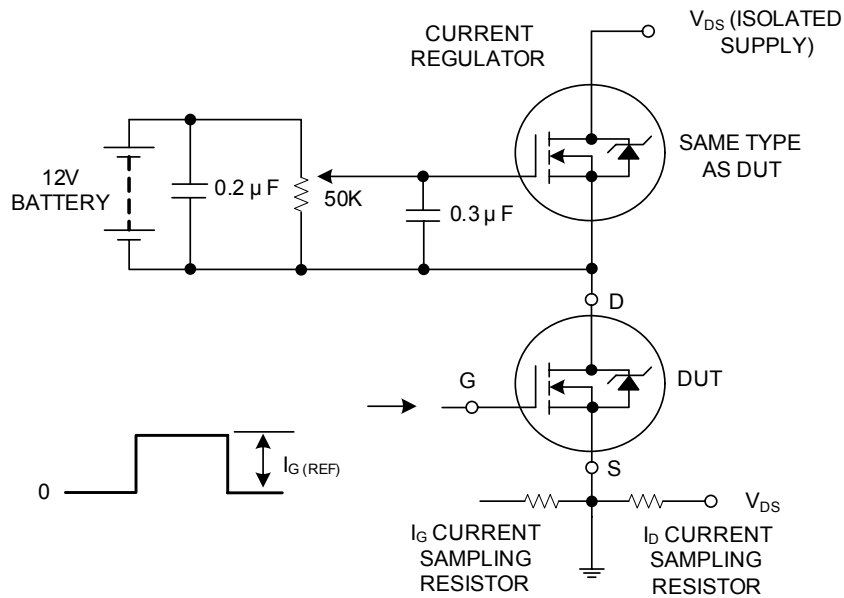 V_DS (ISOLATED
SUPPLY)
CURRENT
REGULATOR
SAME TYPE
AS DUT
12V
BATTERY
0.2 µ F
50K
0.3 µ F
D
G
DUT
I_G (REF)
0
S
V_DS
I_G CURRENT
SAMPLING
RESISTOR
I_D CURRENT
SAMPLING
RESISTOR